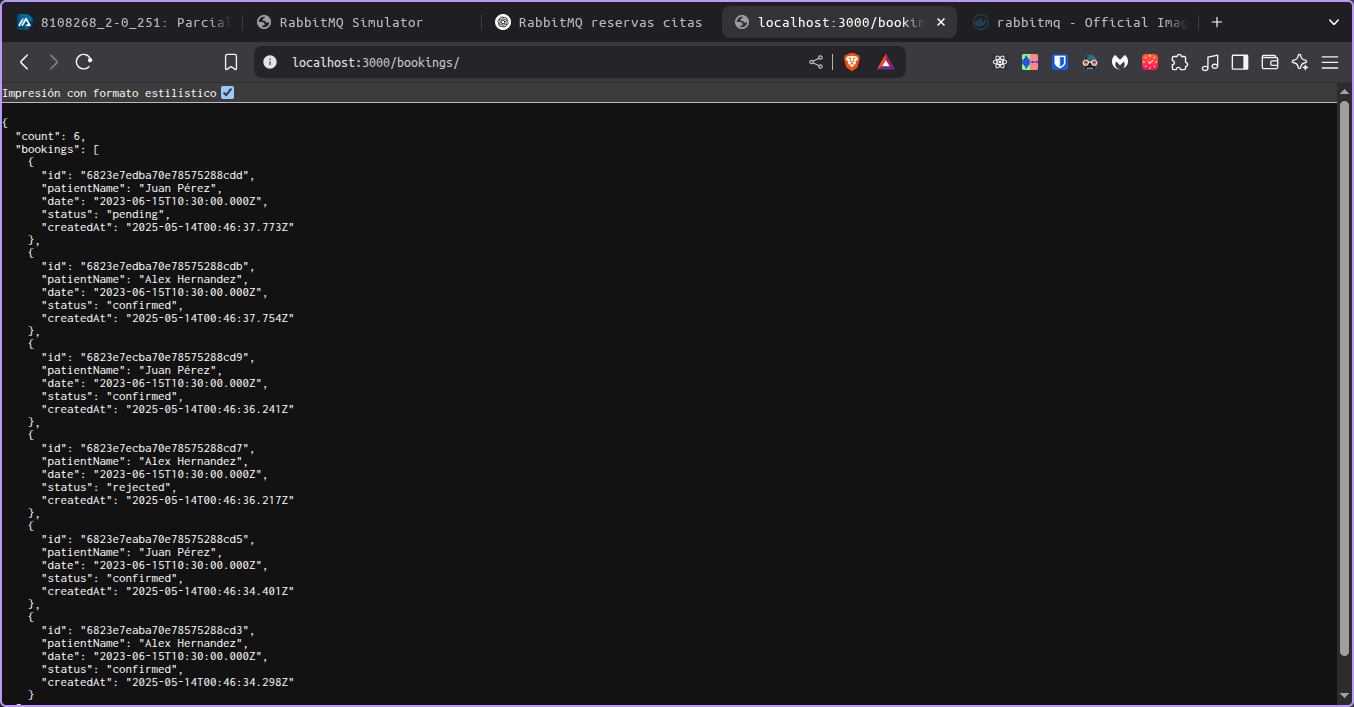 8108268_2-0_251: Parcial
RabbitMQ Simulator
RabbitMQ reservas citas
localhost:3000/bookin
rabbitmq - Official Imag
localhost:3000/bookings/
Impresión con formato estilístico
{
"count": 6,
"bookings": [
{
"id": "6823e7edba70e78575288cdd",
"patientName": "Juan Pérez",
"date": "2023-06-15T10:30:00.000Z",
"status": "pending",
"createdAt": "2025-05-14T00:46:37.773Z"
},
{
"id": "6823e7edba70e78575288cdb",
"patientName": "Alex Hernandez",
"date": "2023-06-15T10:30:00.000Z",
"status": "confirmed",
"createdAt": "2025-05-14T00:46:37.754Z"
},
{
"id": "6823e7ecba70e78575288cd9",
"patientName": "Juan Pérez",
"date": "2023-06-15T10:30:00.000Z",
"status": "confirmed",
"createdAt": "2025-05-14T00:46:36.241Z"
},
{
"id": "6823e7ecba70e78575288cd7",
"patientName": "Alex Hernandez",
"date": "2023-06-15T10:30:00.000Z",
"status": "rejected",
"createdAt": "2025-05-14T00:46:36.217Z"
},
{
"id": "6823e7eaba70e78575288cd5",
"patientName": "Juan Pérez",
"date": "2023-06-15T10:30:00.000Z",
"status": "confirmed",
"createdAt": "2025-05-14T00:46:34.401Z"
},
{
"id": "6823e7eaba70e78575288cd3",
"patientName": "Alex Hernandez",
"date": "2023-06-15T10:30:00.000Z",
"status": "confirmed",
"createdAt": "2025-05-14T00:46:34.298Z"
}